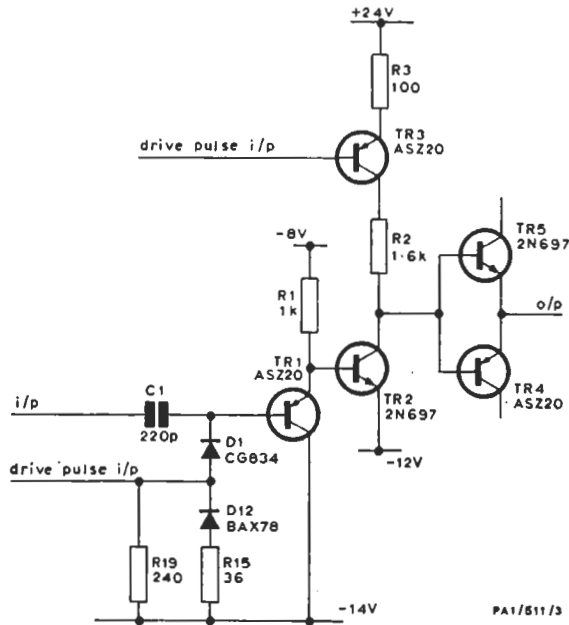 +24V
R3
100
TR3
ASZ20
drive pulse i/p
TR5
2N697
-8V
R2
1·6k
R1
1k
o/p
TR1
ASZ20
TR2
2N697
TR4
ASZ20
C1
i/p
220p
D1
CG834
-12V
drive pulse i/p
D12
BAX78
R19
240
R15
36
-14V
PA1/511/3